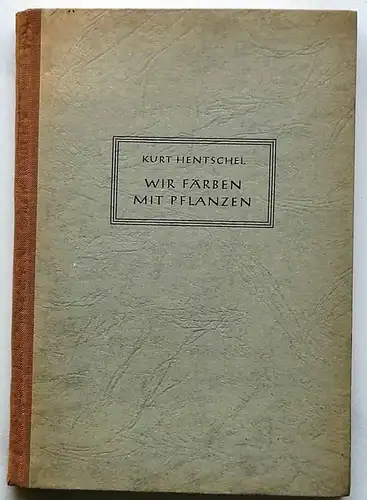 KURT HENTSCHEL
WIR FÄRBEN
MIT PFLANZEN